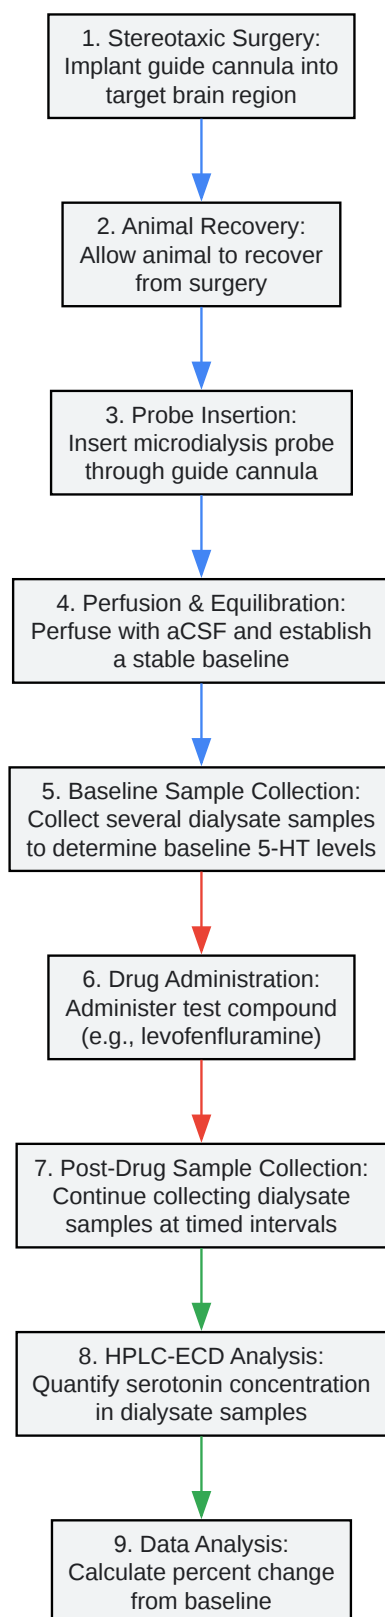 1. Stereotaxic Surgery:
Implant guide cannula into
target brain region
2. Animal Recovery:
Allow animal to recover
from surgery
3. Probe Insertion:
Insert microdialysis probe
through guide cannula
4. Perfusion & Equilibration:
Perfuse with aCSF and establish
a stable baseline
5. Baseline Sample Collection:
Collect several dialysate samples
to determine baseline 5-HT levels
6. Drug Administration:
Administer test compound
(e.g., levofenfluramine)
7. Post-Drug Sample Collection:
Continue collecting dialysate
samples at timed intervals
8. HPLC-ECD Analysis:
Quantify serotonin concentration
in dialysate samples
9. Data Analysis:
Calculate percent change
from baseline